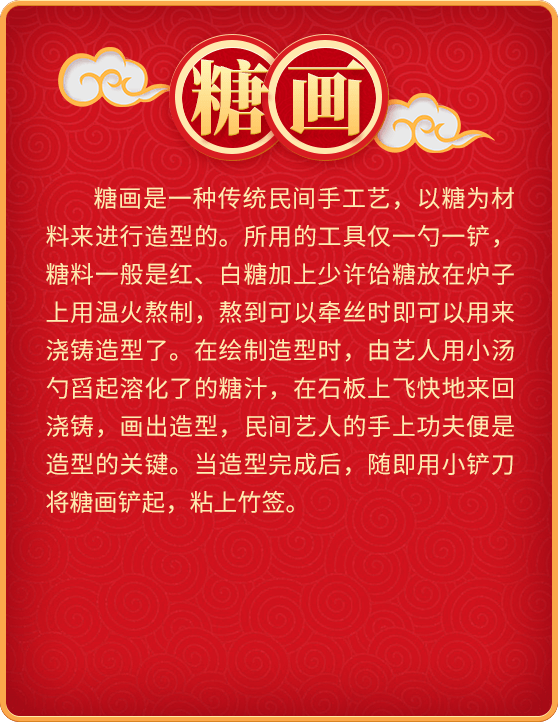 糖画
糖画是一种传统民间手工艺，以糖为材
料来进行造型的。所用的工具仅一勺一铲，
糖料一般是红、白糖加上少许饴糖放在炉子
上用温火熬制，熬到可以牵丝时即可以用来
浇铸造型了。在绘制造型时，由艺人用小汤
勺舀起溶化了的糖汁，在石板上飞快地来回
浇铸，画出造型，民间艺人的手上功夫便是
造型的关键。当造型完成后，随即用小铲刀
将糖画铲起，粘上竹签。